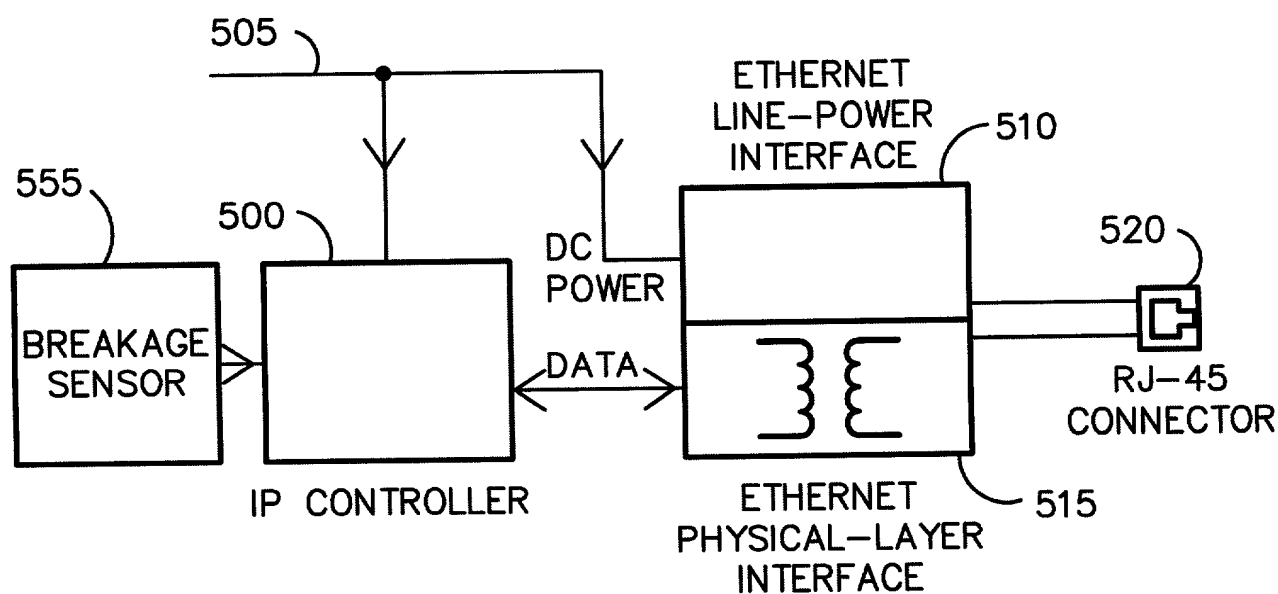 505
ETHERNET
LINE-POWER
INTERFACE
510
555
500
DC
POWER
520
BREAKAGE
SENSOR
DATA
RJ-45
CONNECTOR
IP CONTROLLER
ETHERNET
PHYSICAL-LAYER
INTERFACE
515